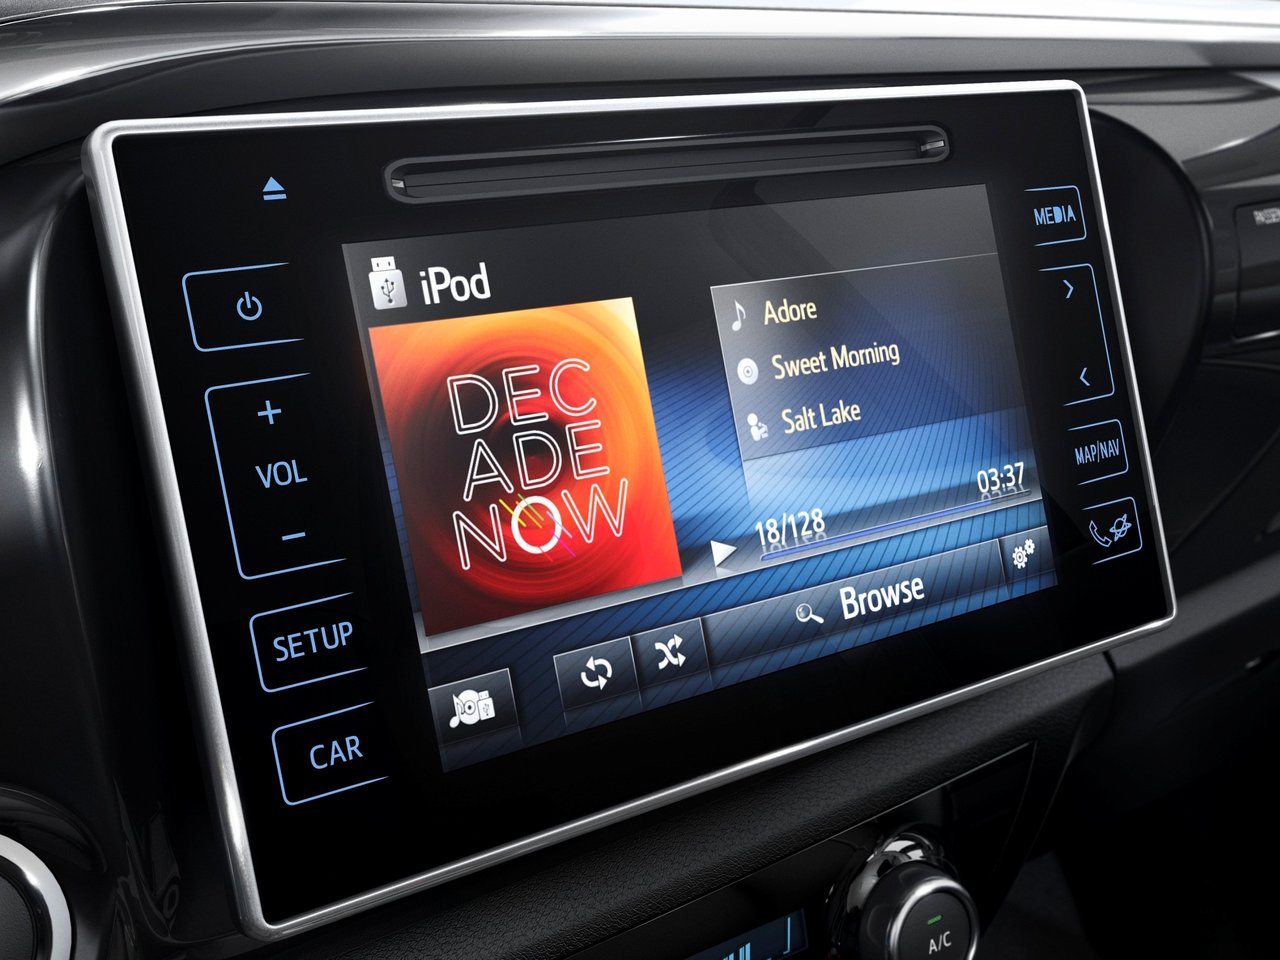 MEDIA
iPod
DEC
ADE
NOW
Adore
Sweet Morning
Salt Lake
03:37
18/128
Browse
VOL
MAP/NAV
SETUP
CAR
A/C